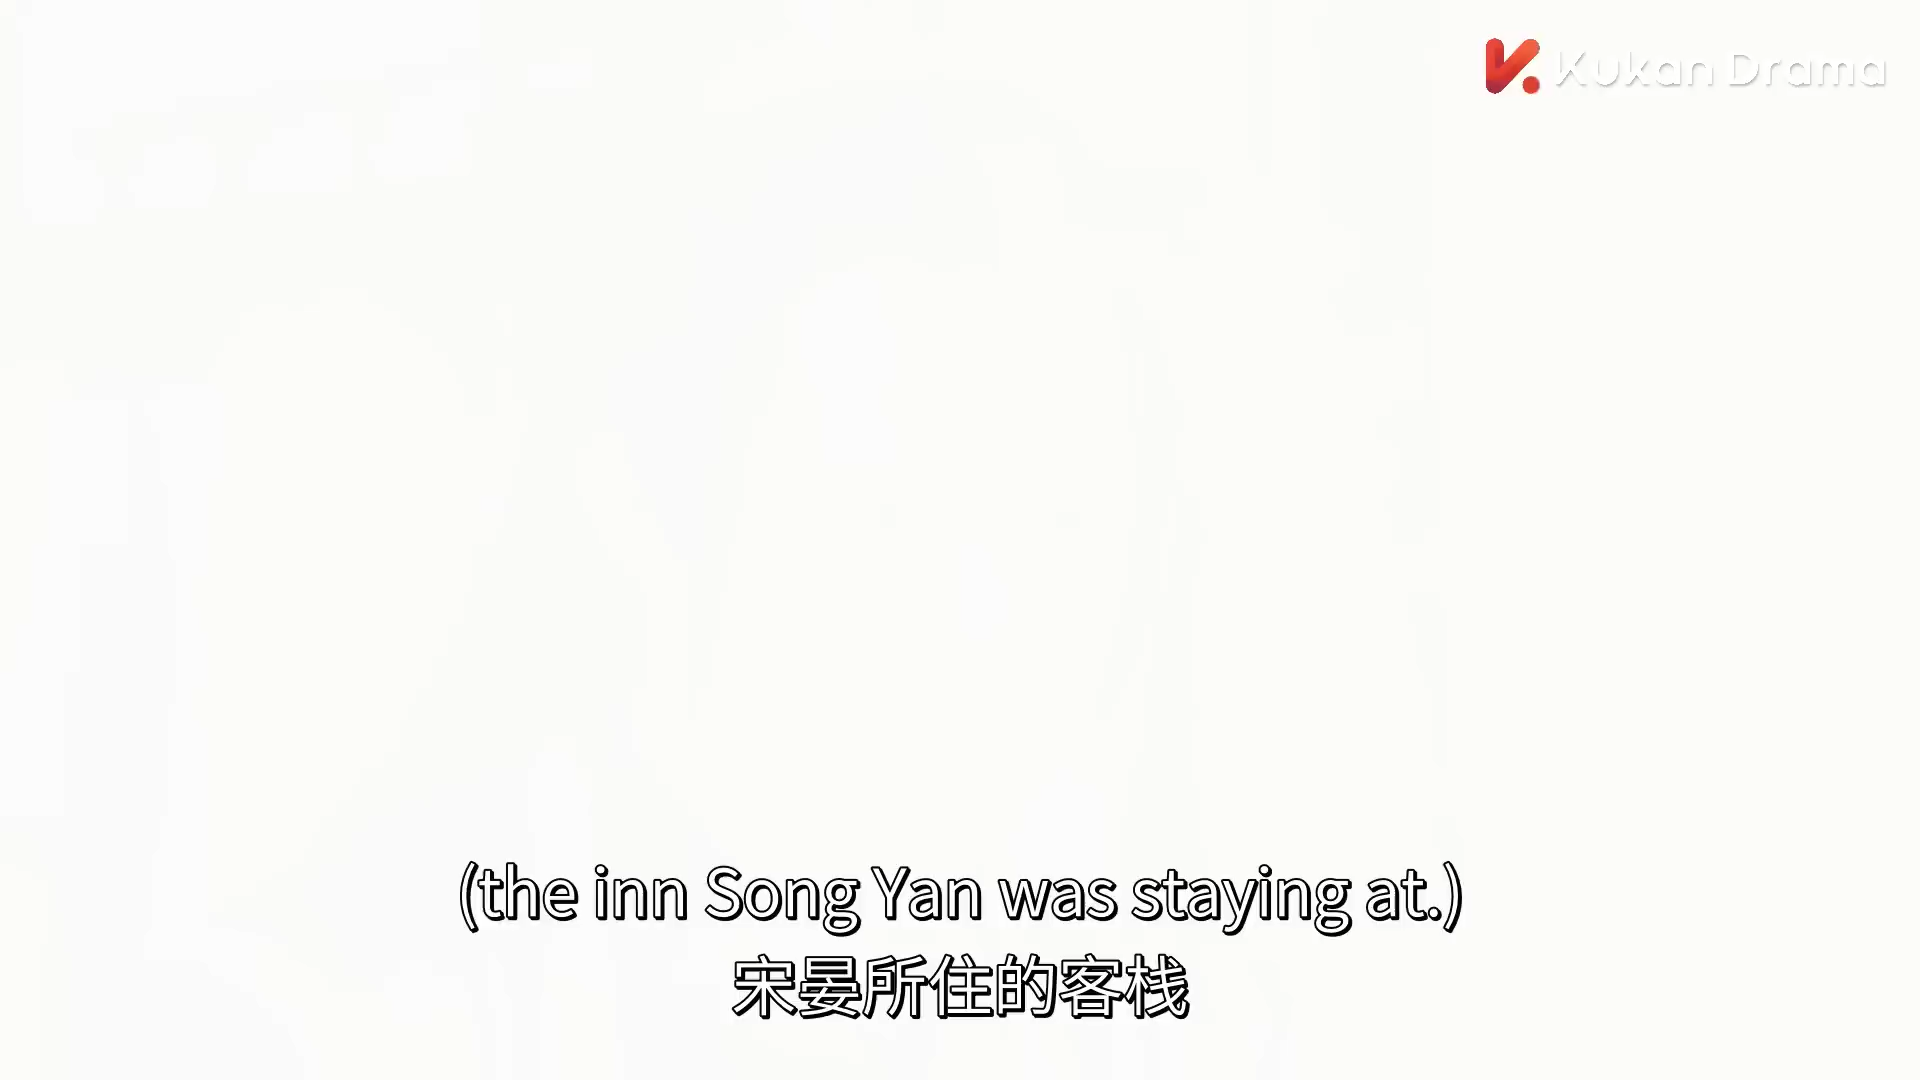 Kukan Drama
(the inn Song Yan was staying at.)
宋晏所住的客栈